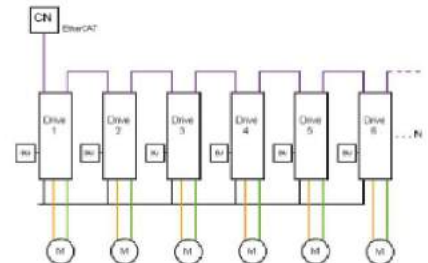 CN
EtherCAT
Drive 1
Drive 2
Drive 3
Drive 4
Drive 5
Drive 6
...N
M
M
M
M
M
M